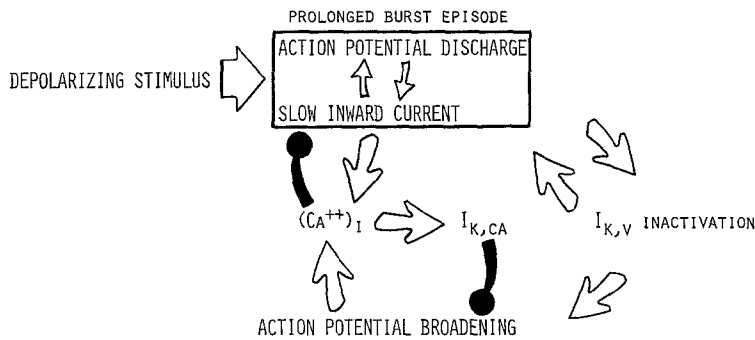 PROLONGED BURST EPISODE
ACTION POTENTIAL DISCHARGE
DEPOLARIZING STIMULUS
SLOW INWARD CURRENT
(CA++)I
IK,CA
IK,V INACTIVATION
ACTION POTENTIAL BROADENING